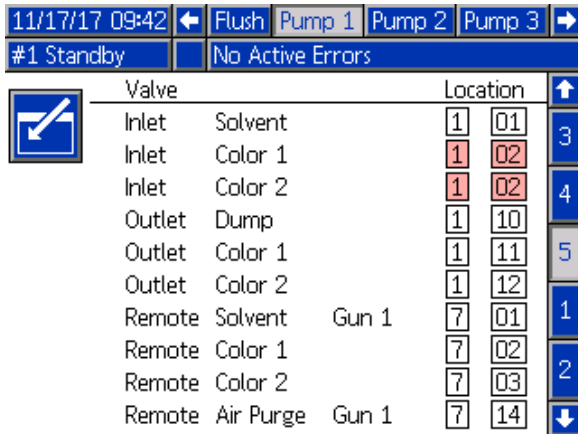 11/17/17 09:42 Flush Pump 1 Pump 2 Pump 3
#1 Standby No Active Errors
Valve Location
Inlet Solvent 1 01
Inlet Color 1 1 02
Inlet Color 2 1 02
Outlet Dump 1 10
Outlet Color 1 1 11
Outlet Color 2 1 12
Remote Solvent Gun 1 7 01
Remote Color 1 7 02
Remote Color 2 7 03
Remote Air Purge Gun 1 7 14
3
4
5
1
2